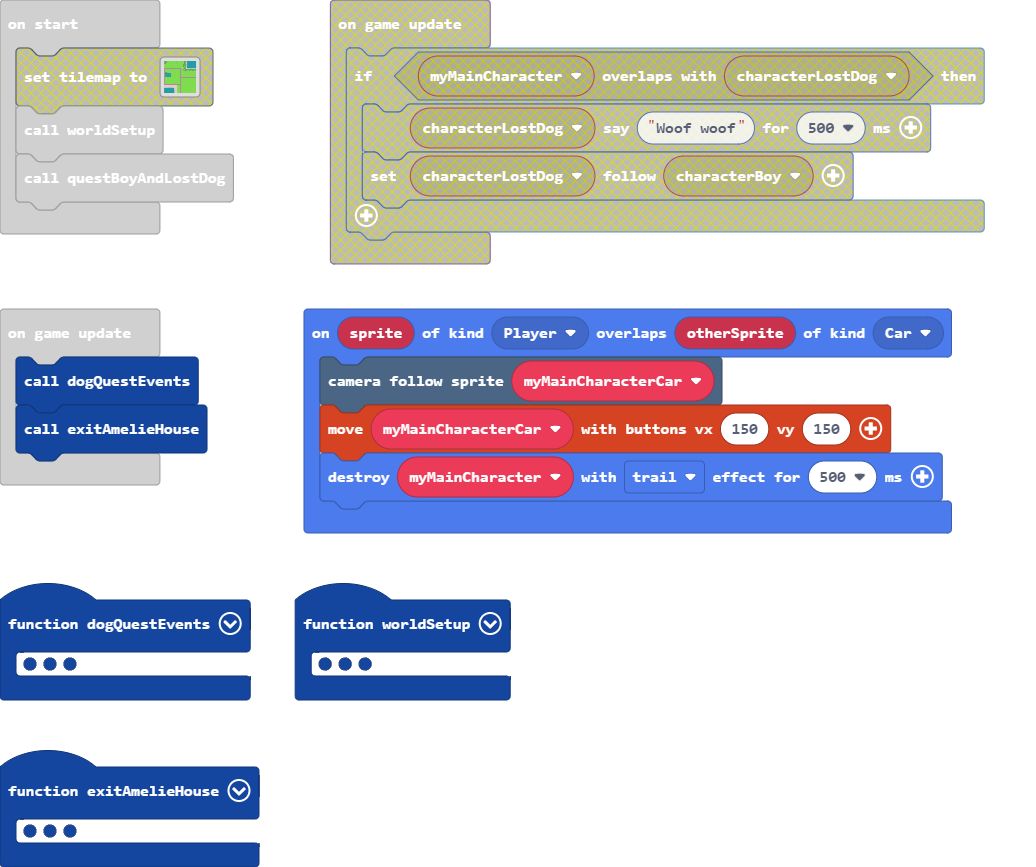 on start
set tilemap to
call worldSetup
call questBoyAndLostDog
on game update
if myMainCharacter overlaps with characterLostDog then
characterLostDog say "Woof woof" for 500 ms
set characterLostDog follow characterBoy
on game update
call dogQuestEvents
call exitAmelieHouse
on sprite of kind Player overlaps otherSprite of kind Car
camera follow sprite myMainCharacterCar
move myMainCharacterCar with buttons vx 150 vy 150
destroy myMainCharacter with trail effect for 500 ms
function dogQuestEvents
function worldSetup
function exitAmelieHouse